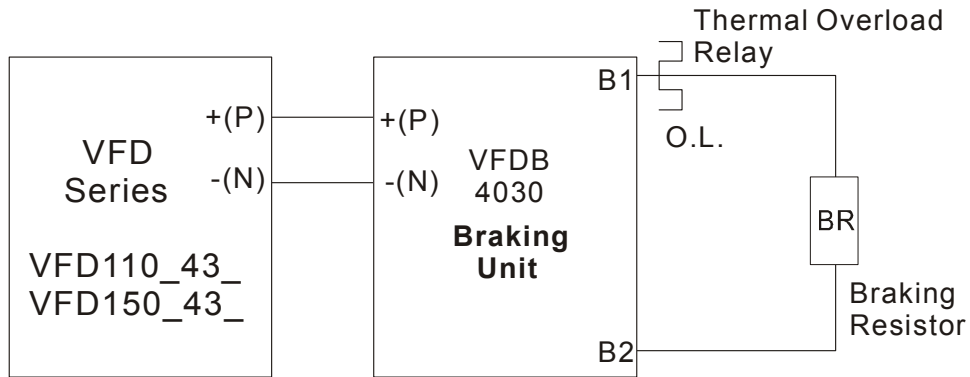 Thermal Overload
Relay
O.L.
+(P)
-(N)
VFD
Series
VFD110_43_
VFD150_43_
+(P)
-(N)
VFDB
4030
Braking
Unit
B1
B2
BR
Braking
Resistor